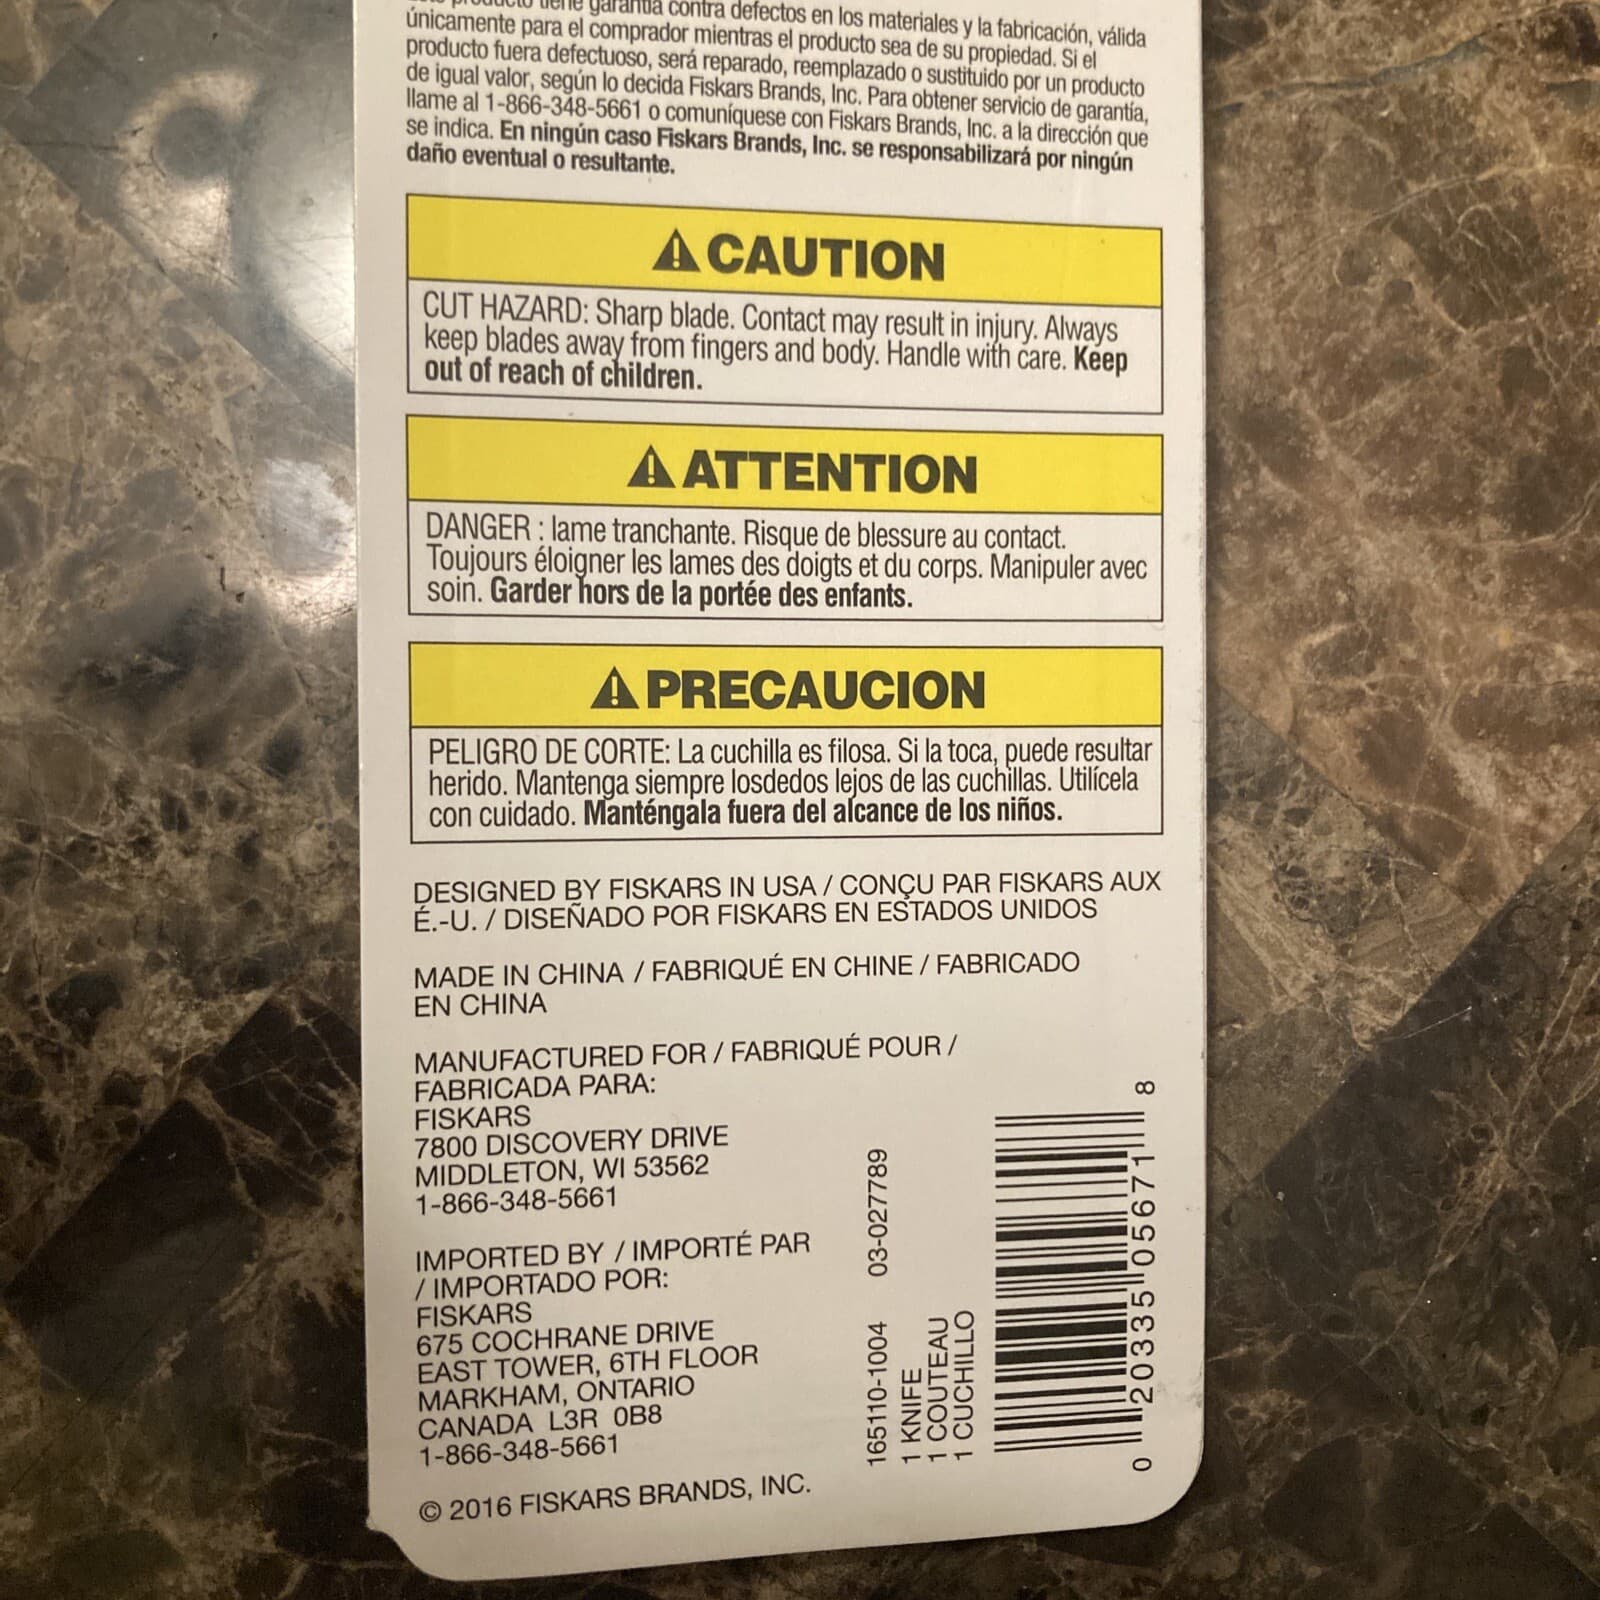 producto tiene garantía contra defectos en los materiales y la fabricación, válida
únicamente para el comprador mientras el producto sea de su propiedad. Si el
producto fuera defectuoso, será reparado, reemplazado o sustituido por un producto
de igual valor, según lo decida Fiskars Brands, Inc. Para obtener servicio de garantía,
llame al 1-866-348-5661 o comuníquese con Fiskars Brands, Inc. a la dirección que
se indica. En ningún caso Fiskars Brands, Inc. se responsabilizará por ningún
daño eventual o resultante.
CAUTION
CUT HAZARD: Sharp blade. Contact may result in injury. Always
keep blades away from fingers and body. Handle with care. Keep
out of reach of children.
ATTENTION
DANGER : lame tranchante. Risque de blessure au contact.
Toujours éloigner les lames des doigts et du corps. Manipuler avec
soin. Garder hors de la portée des enfants.
PRECAUCION
PELIGRO DE CORTE: La cuchilla es filosa. Si la toca, puede resultar
herido. Mantenga siempre losdedos lejos de las cuchillas. Utilícela
con cuidado. Manténgala fuera del alcance de los niños.
DESIGNED BY FISKARS IN USA / CONÇU PAR FISKARS AUX
É.-U. / DISEÑADO POR FISKARS EN ESTADOS UNIDOS
MADE IN CHINA / FABRIQUÉ EN CHINE / FABRICADO
EN CHINA
MANUFACTURED FOR / FABRIQUÉ POUR /
FABRICADA PARA:
FISKARS
7800 DISCOVERY DRIVE
MIDDLETON, WI 53562
1-866-348-5661
IMPORTED BY / IMPORTÉ PAR
/ IMPORTADO POR:
FISKARS
675 COCHRANE DRIVE
EAST TOWER, 6TH FLOOR
MARKHAM, ONTARIO
CANADA L3R 0B8
1-866-348-5661
© 2016 FISKARS BRANDS, INC.
165110-1004 03-027789
1 KNIFE
1 COUTEAU
1 CUCHILLO
0 20335 05671 8